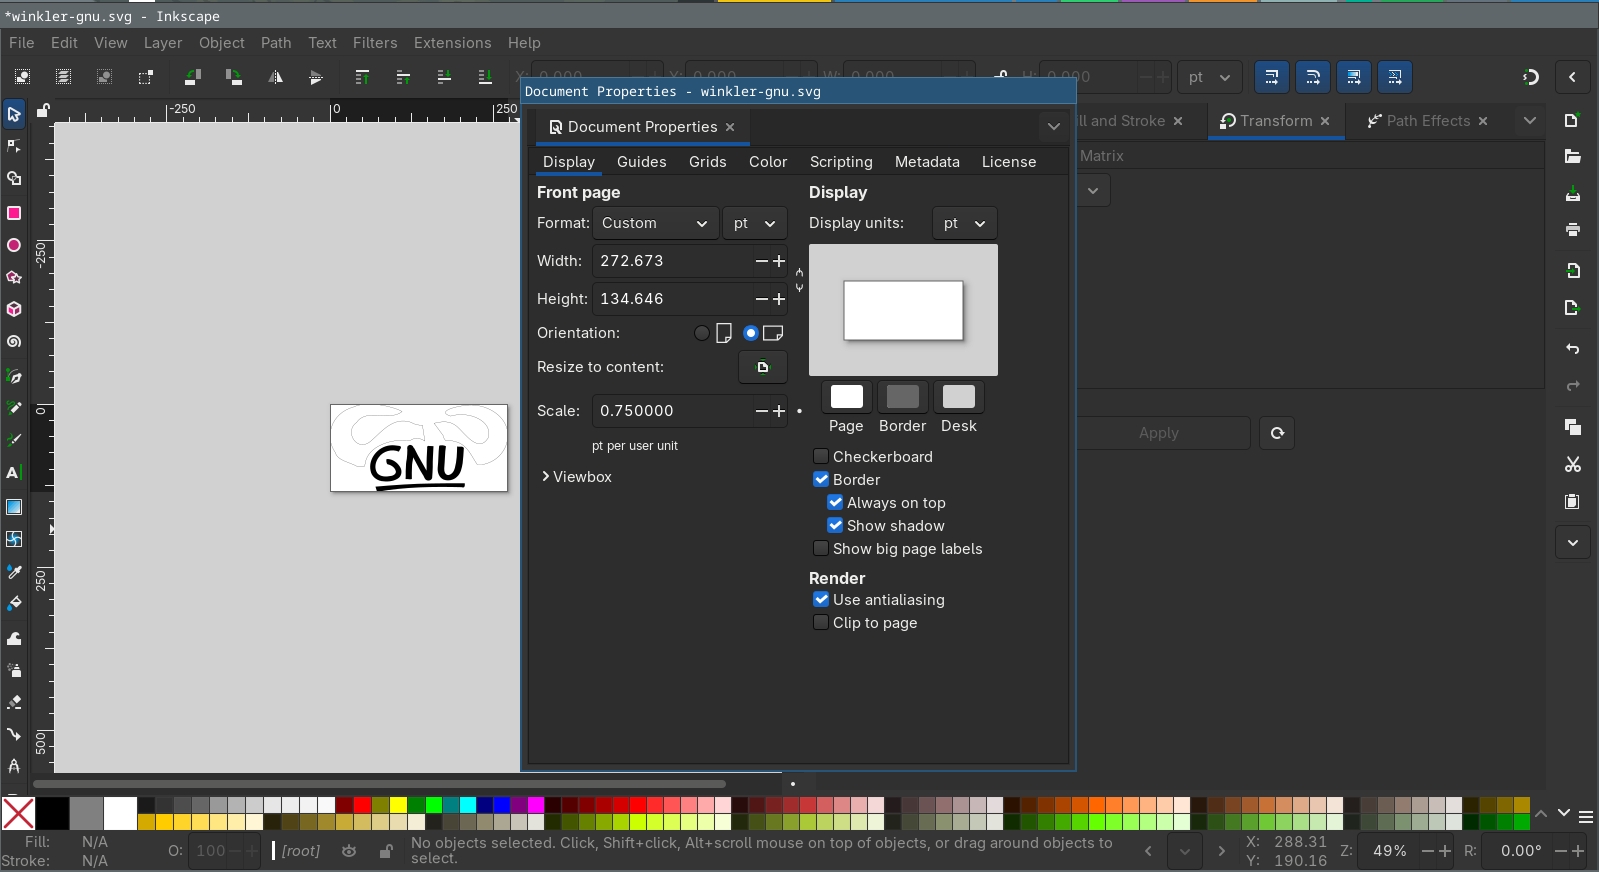 *winkler-gnu.svg - Inkscape
File Edit View Layer Object Path Text Filters Extensions Help
X: 0.000 Y: 0.000 W: 0.000 H: 0.000 pt
Document Properties - winkler-gnu.svg
-250 0 250
Document Properties
ill and Stroke Transform Path Effects
Matrix
Display Guides Grids Color Scripting Metadata License
Front page
Format: Custom pt
Width: 272.673
Height: 134.646
Orientation:
Resize to content:
Scale: 0.750000
pt per user unit
Viewbox
Display
Display units: pt
Page Border Desk
Checkerboard
Border
Always on top
Show shadow
Show big page labels
Render
Use antialiasing
Clip to page
Apply
-250
0
250
500
GNU
Fill: N/A
Stroke: N/A
O: 100
[root]
No objects selected. Click, Shift+click, Alt+scroll mouse on top of objects, or drag around objects to
select.
X: 288.31
Y: 190.16
Z: 49%
R: 0.00°